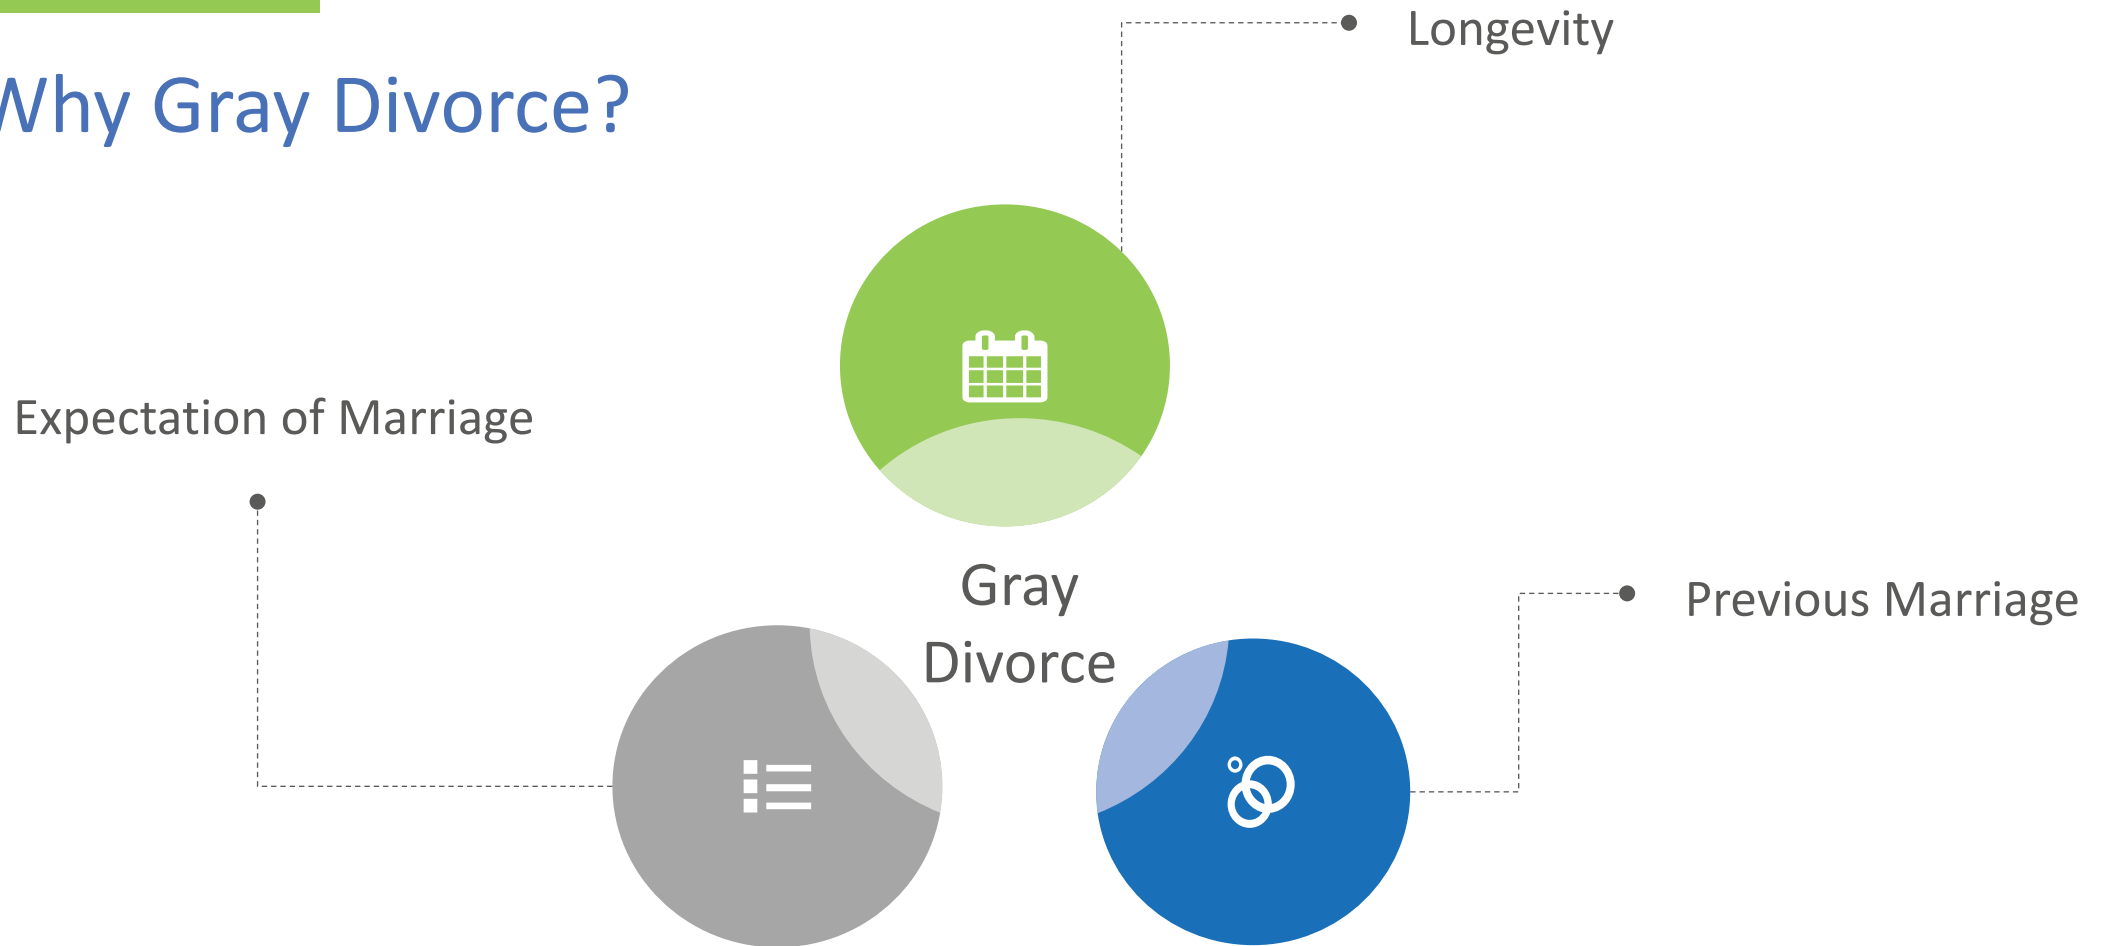 Longevity
Why Gray Divorce?
Expectation of Marriage
Gray
Divorce
Previous Marriage